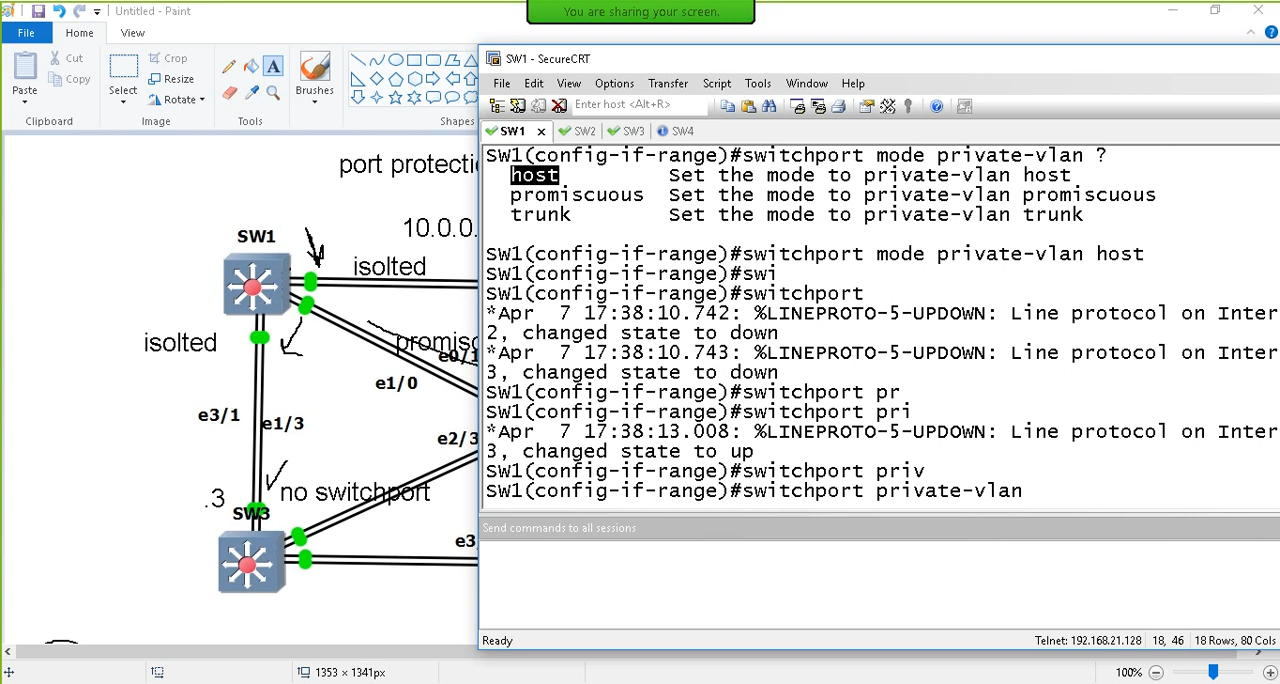 You are sharing your screen.
Untitled - Paint
File Home View
Paste
Cut
Copy
Clipboard
Select
Crop
Resize
Rotate
Image
A
Tools
Brushes
Shapes
port protectio
10.0.0.
SW1
isolted
isolted
promisc
e0/1
e1/0
e3/1
e1/3
e2/3
.3
no switchport
SW3
e3
1353 × 1341px
100%
SW1 - SecureCRT
File Edit View Options Transfer Script Tools Window Help
Enter host <Alt+R>
SW1 SW2 SW3 SW4
SW1(config-if-range)#switchport mode private-vlan ?
host Set the mode to private-vlan host
promiscuous Set the mode to private-vlan promiscuous
trunk Set the mode to private-vlan trunk
SW1(config-if-range)#switchport mode private-vlan host
SW1(config-if-range)#swi
SW1(config-if-range)#switchport
*Apr 7 17:38:10.742: %LINEPROTO-5-UPDOWN: Line protocol on Inter
2, changed state to down
*Apr 7 17:38:10.743: %LINEPROTO-5-UPDOWN: Line protocol on Inter
3, changed state to down
SW1(config-if-range)#switchport pr
SW1(config-if-range)#switchport pri
*Apr 7 17:38:13.008: %LINEPROTO-5-UPDOWN: Line protocol on Inter
3, changed state to up
SW1(config-if-range)#switchport priv
SW1(config-if-range)#switchport private-vlan
Send commands to all sessions
Ready
Telnet: 192.168.21.128 18, 46 18 Rows, 80 Cols